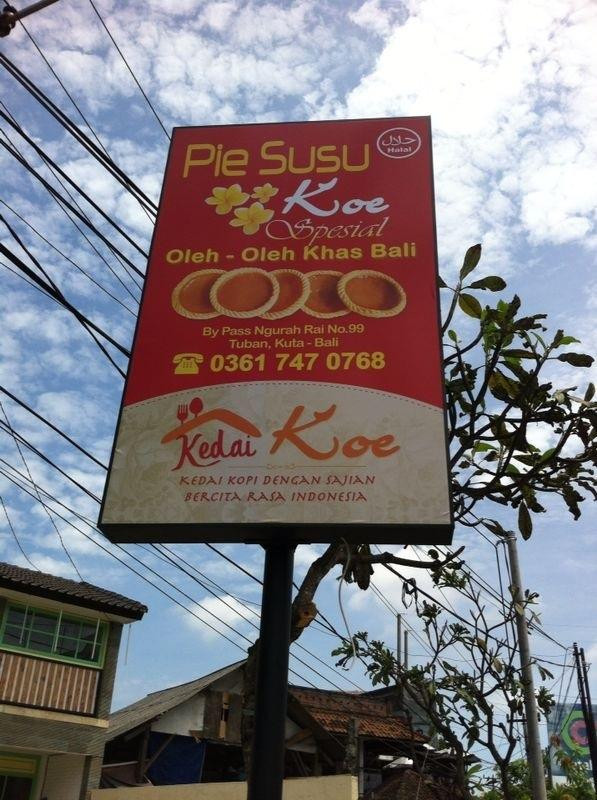 Pie Susu
حلال
Halal
Koe
Spesial
Oleh - Oleh Khas Bali
By Pass Ngurah Rai No.99
Tuban, Kuta - Bali
0361 747 0768
Kedai Koe
KEDAI KOPI DENGAN SAJIAN
BERCITA RASA INDONESIA